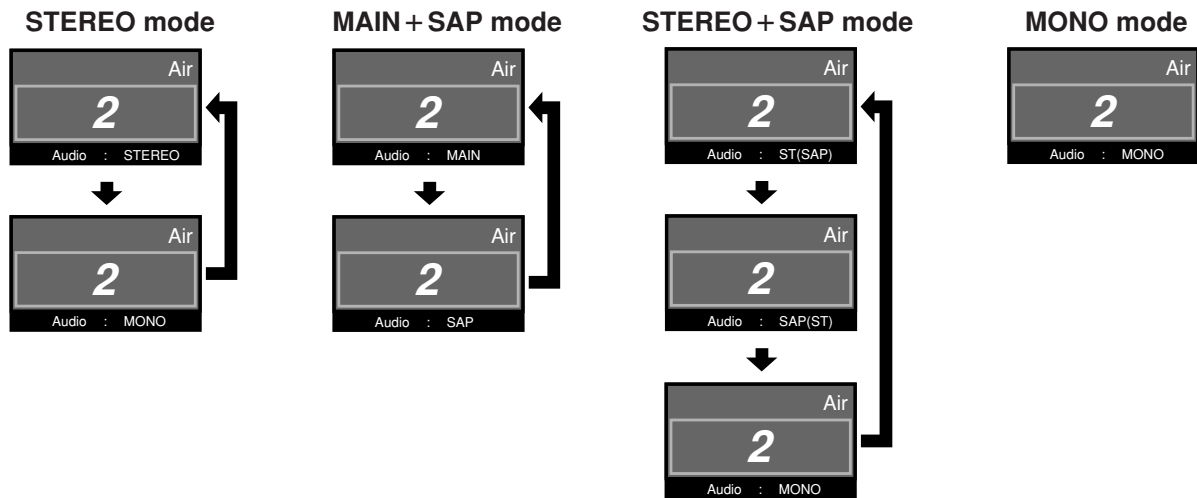 STEREO mode
Air
2
Audio : STEREO
Air
2
Audio : MONO
MAIN+SAP mode
Air
2
Audio : MAIN
Air
2
Audio : SAP
STEREO+SAP mode
Air
2
Audio : ST(SAP)
Air
2
Audio : SAP(ST)
Air
2
Audio : MONO
MONO mode
Air
2
Audio : MONO